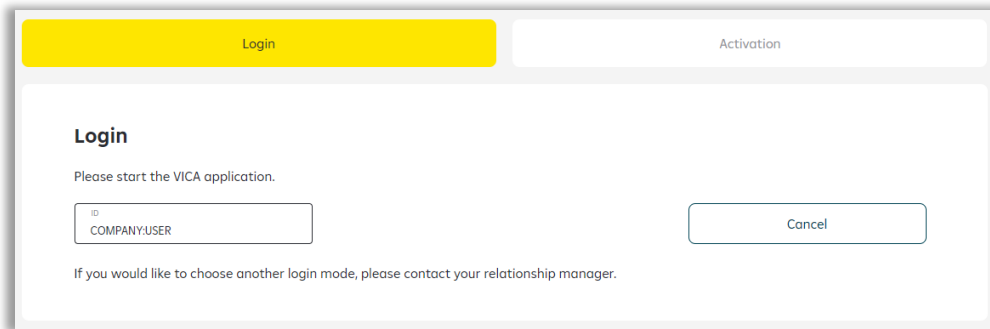 Login
Activation
Login
Please start the VICA application.
ID
COMPANY:USER
Cancel
If you would like to choose another login mode, please contact your relationship manager.